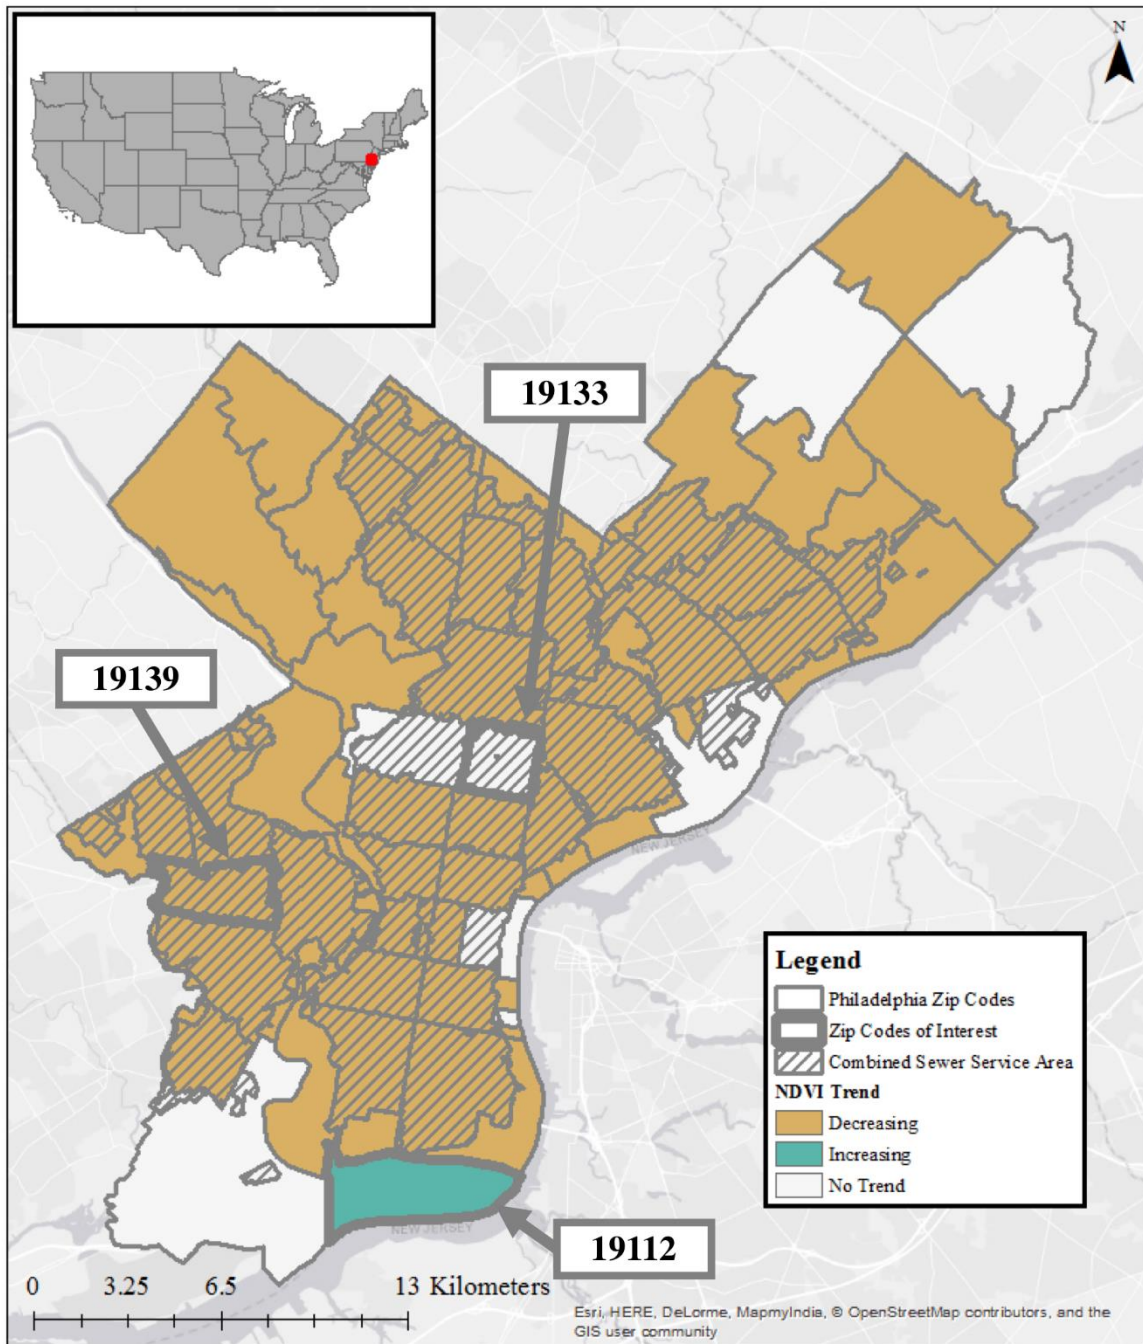 N
19133
19139
NEW JERSEY
Legend
Philadelphia Zip Codes
Zip Codes of Interest
Combined Sewer Service Area
NDVI Trend
Decreasing
Increasing
No Trend
NEW JERSEY
19112
0 3.25 6.5 13 Kilometers
Esri, HERE, DeLorme, MapmyIndia, © OpenStreetMap contributors, and the
GIS user community